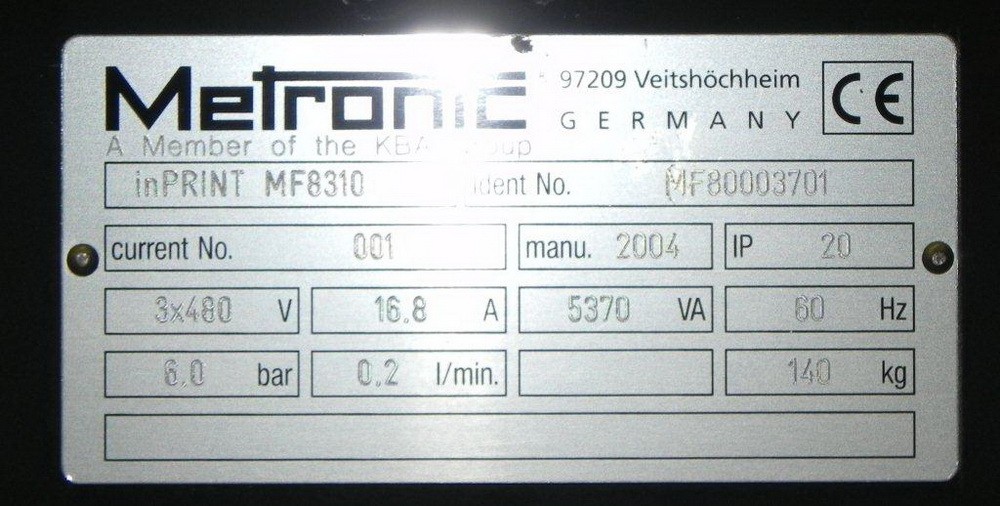 Metronic
97209 Veitshöchheim
GERMANY
CE
A Member of the KBA Group
inPRINT MF8310 ident No. MF80003701
current No. 001 manu. 2004 IP 20
3x480 V 16.8 A 5370 VA 60 Hz
6.0 bar 0.2 l/min. 140 kg